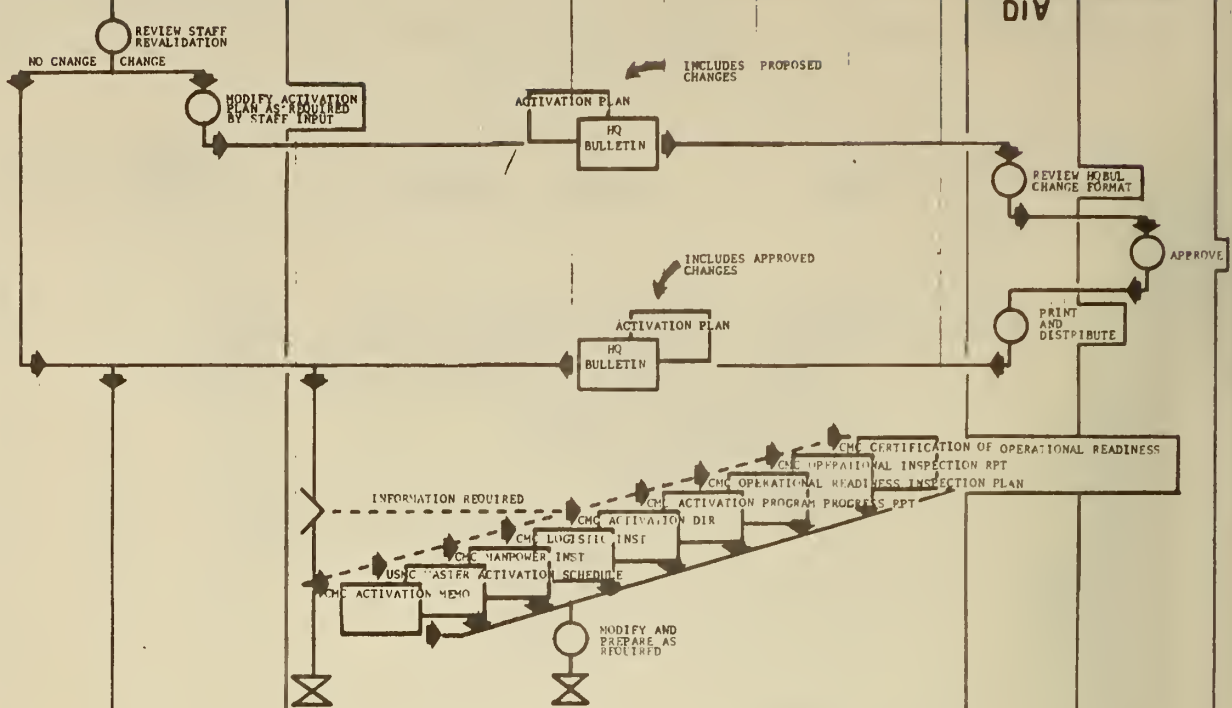 AID
REVIEW STAFF
REVALIDATION
NO CNANGE
CHANGE
MODIFY ACTIVATION
PLAN AS REQUIRED
BY STAFF INPUT
INCLUDES PROPOSED
CHANGES
ACTIVATION PLAN
HQ
BULLETIN
REVIEW HQBUL
CHANGE FORMAT
APPROVE
INCLUDES APPROVED
CHANGES
ACTIVATION PLAN
HQ
BULLETIN
PRINT
AND
DISTRIBUTE
CMC CERTIFICATION OF OPERATIONAL READINESS
CMC OPERATIONAL INSPECTION RPT
CMC OPERATIONAL READINESS INSPECTION PLAN
CMC ACTIVATION PROGRAM PROGRESS RPT
INFORMATION REQUIRED
CMC ACTIVATION DIR
CMC LOGISTIC INST
CMC MANPOWER INST
USMC MASTER ACTIVATION SCHEDULE
CMC ACTIVATION MEMO
MODIFY AND
PREPARE AS
REQUIRED